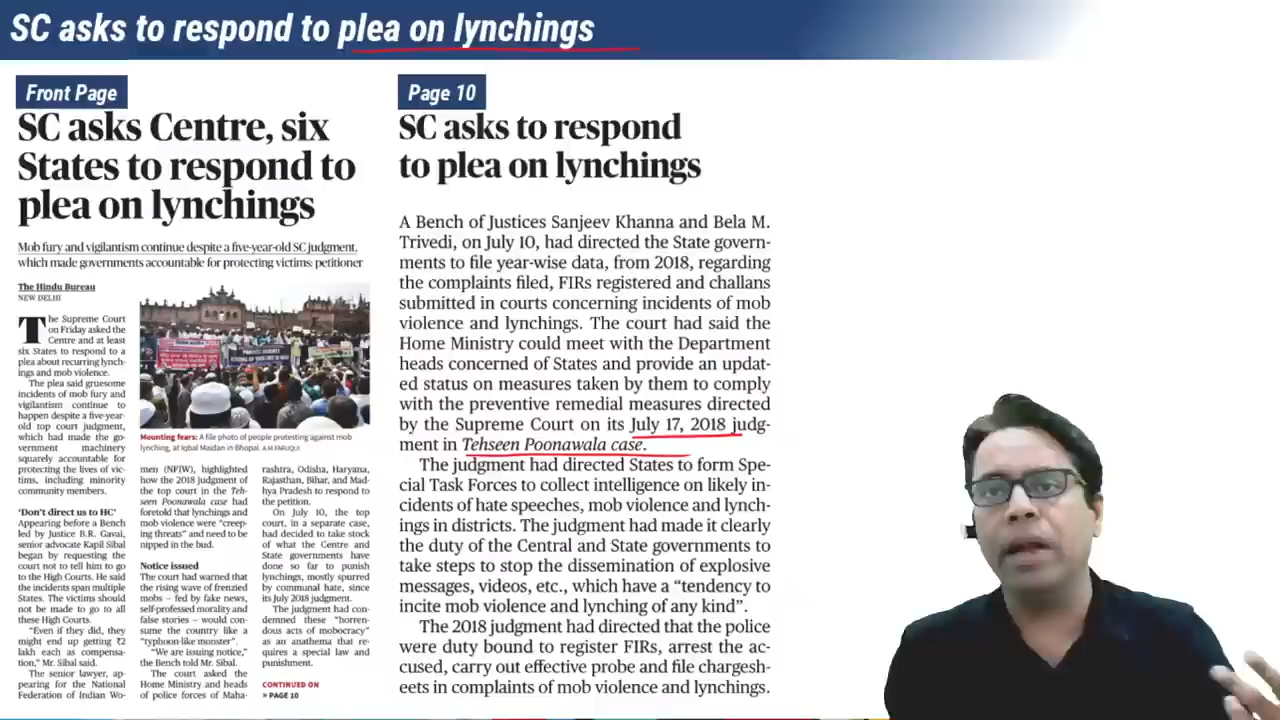 SC asks to respond to plea on lynchings
Front Page
SC asks Centre, six
States to respond to
plea on lynchings
Mob fury and vigilantism continue despite a five-year-old SC judgment,
which made governments accountable for protecting victims: petitioner
The Hindu Bureau
NEW DELHI
The Supreme Court
on Friday asked the
Centre and at least
six States to respond to a
plea about recurring lynch-
ings and mob violence.
The plea said gruesome
incidents of mob fury and
vigilantism continue to
happen despite a five-year-
old top court judgment,
which had made the go-
vernment machinery
squarely accountable for
protecting the lives of vic-
tims, including minority
community members.
‘Don’t direct us to HC’
Appearing before a Bench
led by Justice B.R. Gavai,
senior advocate Kapil Sibal
began by requesting the
court not to tell him to go
to the High Courts. He said
the incidents span multiple
States. The victims should
not be made to go to all
these High Courts.
“Even if they did, they
might end up getting ₹2
lakh each as compensa-
tion,” Mr. Sibal said.
The senior lawyer, ap-
pearing for the National
Federation of Indian Wo-
Mounting fears: A file photo of people protesting against mob
lynching, at Iqbal Maidan in Bhopal. A.M FARUQUI
men (NFIW), highlighted
how the 2018 judgment of
the top court in the Teh-
seen Poonawala case had
foretold that lynchings and
mob violence were “creep-
ing threats” and need to be
nipped in the bud.
Notice issued
The court had warned that
the rising wave of frenzied
mobs – fed by fake news,
self-professed morality and
false stories – would con-
sume the country like a
“typhoon-like monster”.
“We are issuing notice,”
the Bench told Mr. Sibal.
The court asked the
Home Ministry and heads
of police forces of Maha-
rashtra, Odisha, Haryana,
Rajasthan, Bihar, and Mad-
hya Pradesh to respond to
the petition.
On July 10, the top
court, in a separate case,
had decided to take stock
of what the Centre and
State governments have
done so far to punish
lynchings, mostly spurred
by communal hate, since
its July 2018 judgment.
The judgment had con-
demned these “horren-
dous acts of mobocracy”
as an anathema that re-
quires a special law and
punishment.
CONTINUED ON
» PAGE 10
Page 10
SC asks to respond
to plea on lynchings
A Bench of Justices Sanjeev Khanna and Bela M.
Trivedi, on July 10, had directed the State govern-
ments to file year-wise data, from 2018, regarding
the complaints filed, FIRs registered and challans
submitted in courts concerning incidents of mob
violence and lynchings. The court had said the
Home Ministry could meet with the Department
heads concerned of States and provide an updat-
ed status on measures taken by them to comply
with the preventive remedial measures directed
by the Supreme Court on its July 17, 2018 judg-
ment in Tehseen Poonawala case.
The judgment had directed States to form Spe-
cial Task Forces to collect intelligence on likely in-
cidents of hate speeches, mob violence and lynch-
ings in districts. The judgment had made it clearly
the duty of the Central and State governments to
take steps to stop the dissemination of explosive
messages, videos, etc., which have a “tendency to
incite mob violence and lynching of any kind”.
The 2018 judgment had directed that the police
were duty bound to register FIRs, arrest the ac-
cused, carry out effective probe and file chargesh-
eets in complaints of mob violence and lynchings.